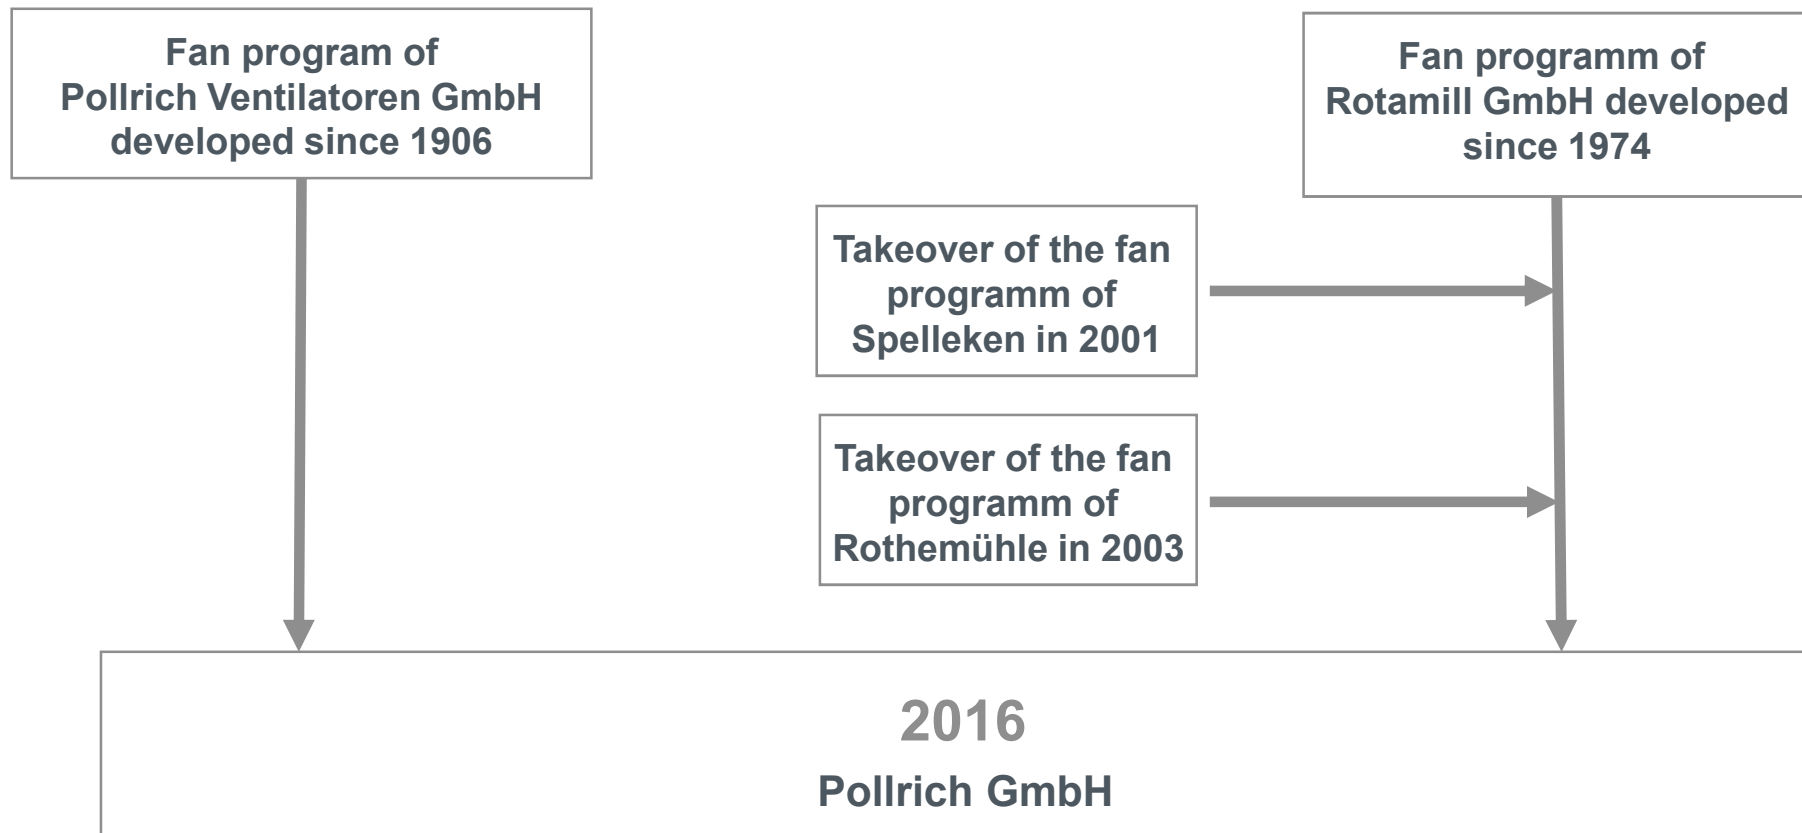 Fan program of
Pollrich Ventilatoren GmbH
developed since 1906
Fan programm of
Rotamill GmbH developed
since 1974
Takeover of the fan
programm of
Spelleken in 2001
Takeover of the fan
programm of
Rothemühle in 2003
2016
Pollrich GmbH